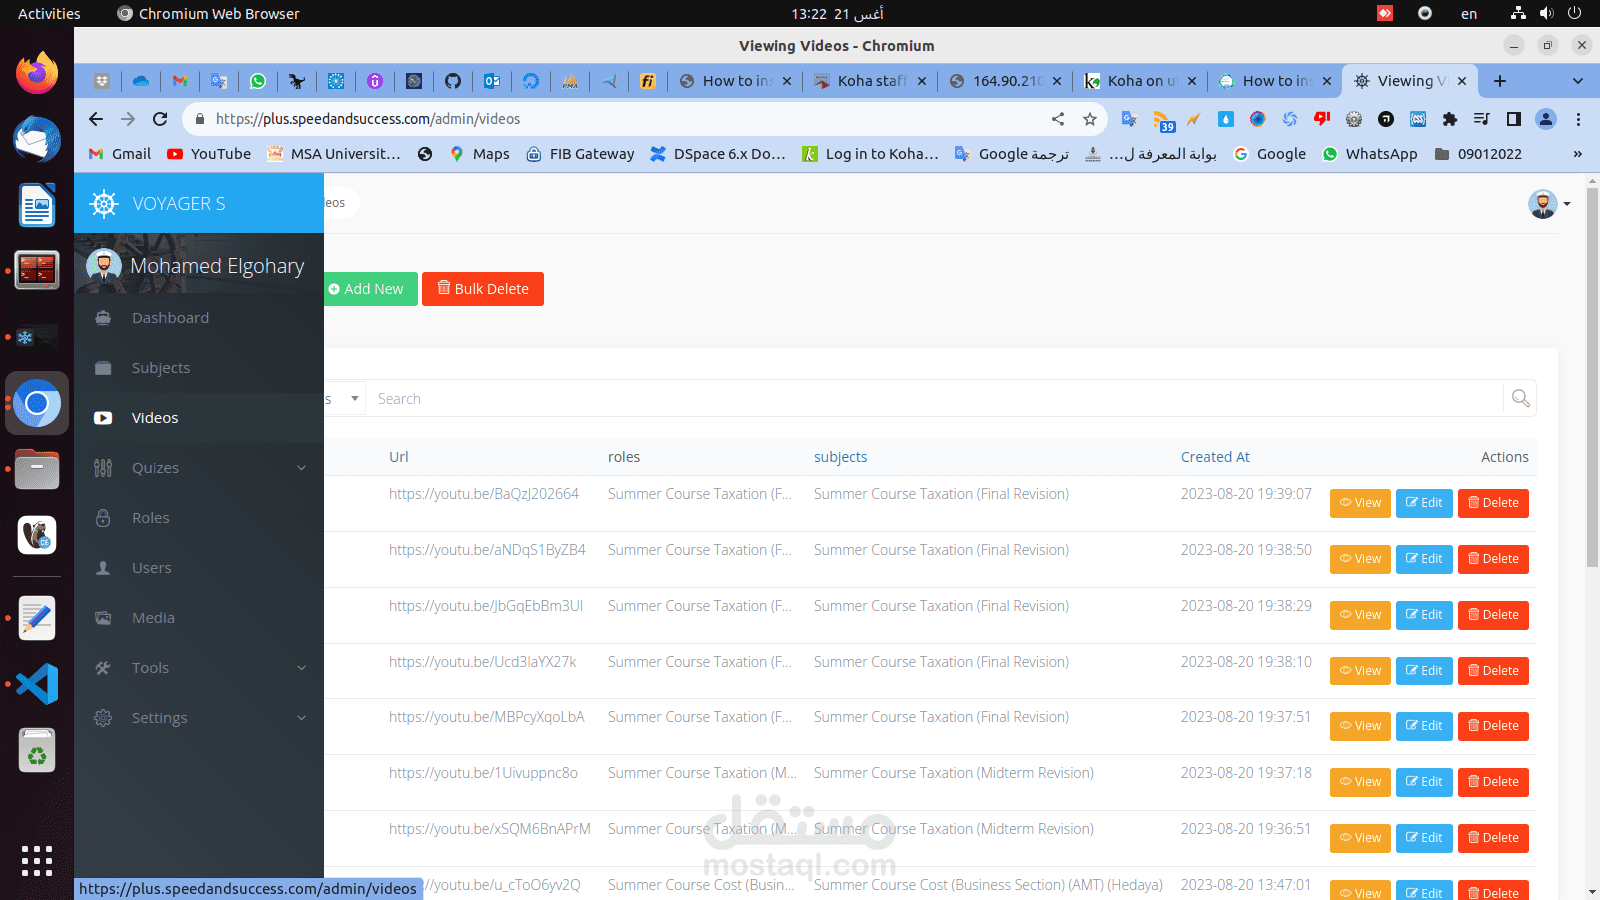 Activities Chromium Web Browser 13:22 21 أغس en
Viewing Videos - Chromium
How to ins Koha staff 164.90.210 Koha on u How to ins Viewing V
https://plus.speedandsuccess.com/admin/videos 39
Gmail YouTube MSA Universit... Maps FIB Gateway DSpace 6.x Do... Log in to Koha... ترجمة Google بوابة المعرفة ل... Google WhatsApp 09012022 »
VOYAGER S
eos
Mohamed Elgohary
Add New Bulk Delete
Dashboard
Subjects
Videos
Quizes
Roles
Users
Media
Tools
Settings
s Search
Url roles subjects Created At Actions
https://youtu.be/BaQzJ202664 Summer Course Taxation (F... Summer Course Taxation (Final Revision) 2023-08-20 19:39:07 View Edit Delete
https://youtu.be/aNDqS1ByZB4 Summer Course Taxation (F... Summer Course Taxation (Final Revision) 2023-08-20 19:38:50 View Edit Delete
https://youtu.be/JbGqEbBm3UI Summer Course Taxation (F... Summer Course Taxation (Final Revision) 2023-08-20 19:38:29 View Edit Delete
https://youtu.be/Ucd3laYX27k Summer Course Taxation (F... Summer Course Taxation (Final Revision) 2023-08-20 19:38:10 View Edit Delete
https://youtu.be/MBPcyXqoLbA Summer Course Taxation (F... Summer Course Taxation (Final Revision) 2023-08-20 19:37:51 View Edit Delete
https://youtu.be/1Uivuppnc8o Summer Course Taxation (M... Summer Course Taxation (Midterm Revision) 2023-08-20 19:37:18 View Edit Delete
https://youtu.be/xSQM6BnAPrM Summer Course Taxation (M... Summer Course Taxation (Midterm Revision) 2023-08-20 19:36:51 View Edit Delete
://youtu.be/u_cToO6yv2Q Summer Course Cost (Busin... Summer Course Cost (Business Section) (AMT) (Hedaya) 2023-08-20 13:47:01 View Edit Delete
https://plus.speedandsuccess.com/admin/videos
مستقل
mostaql.com